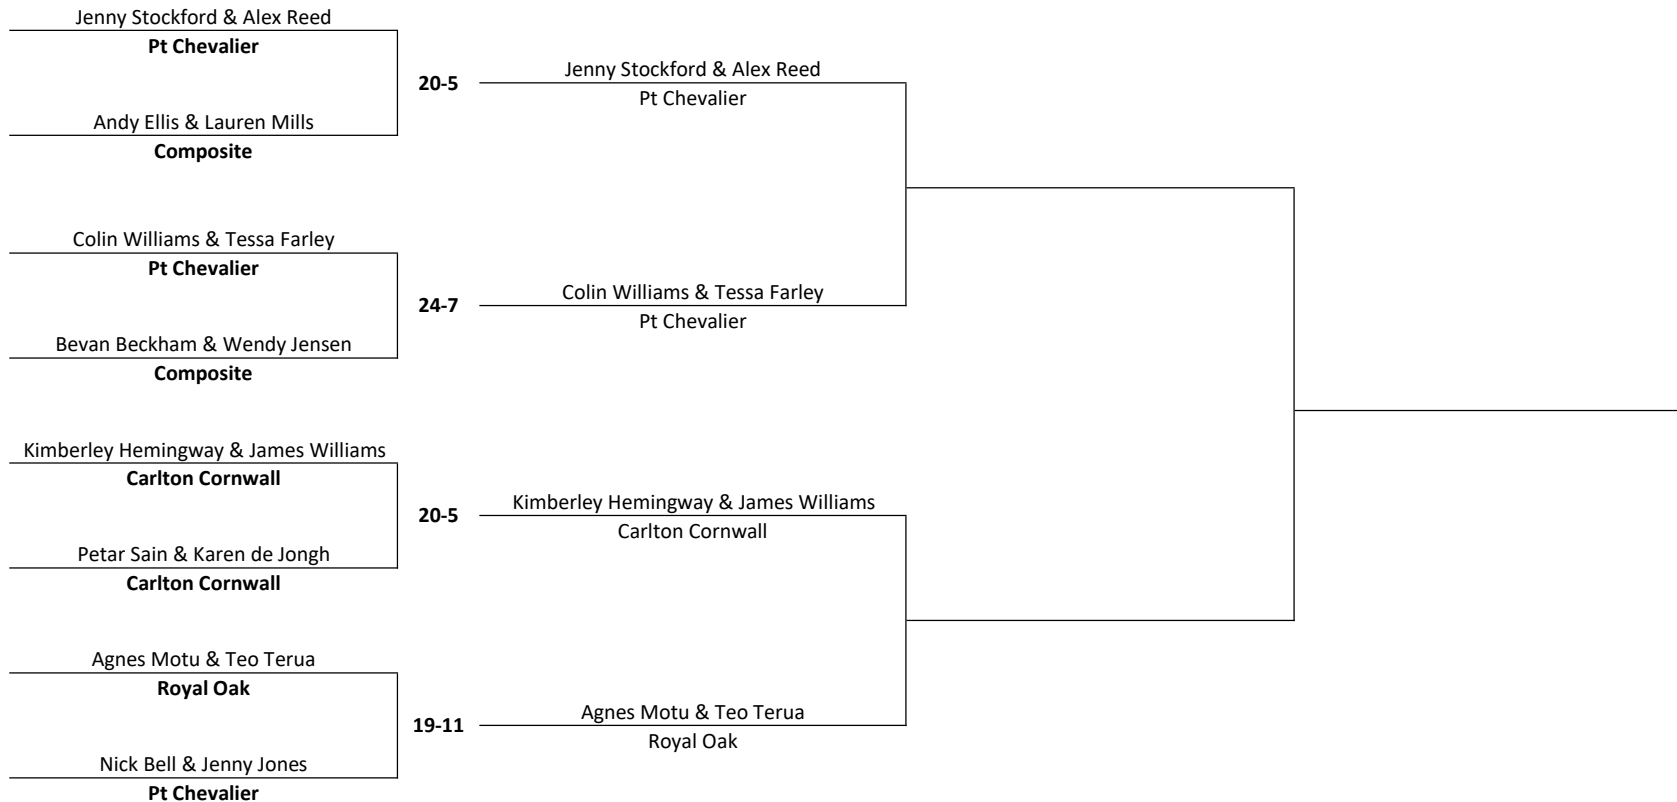 Jenny Stockford & Alex Reed
Pt Chevalier
20-5
Jenny Stockford & Alex Reed
Pt Chevalier
Andy Ellis & Lauren Mills
Composite
Colin Williams & Tessa Farley
Pt Chevalier
24-7
Colin Williams & Tessa Farley
Pt Chevalier
Bevan Beckham & Wendy Jensen
Composite
Kimberley Hemingway & James Williams
Carlton Cornwall
20-5
Kimberley Hemingway & James Williams
Carlton Cornwall
Petar Sain & Karen de Jongh
Carlton Cornwall
Agnes Motu & Teo Terua
Royal Oak
19-11
Agnes Motu & Teo Terua
Royal Oak
Nick Bell & Jenny Jones
Pt Chevalier